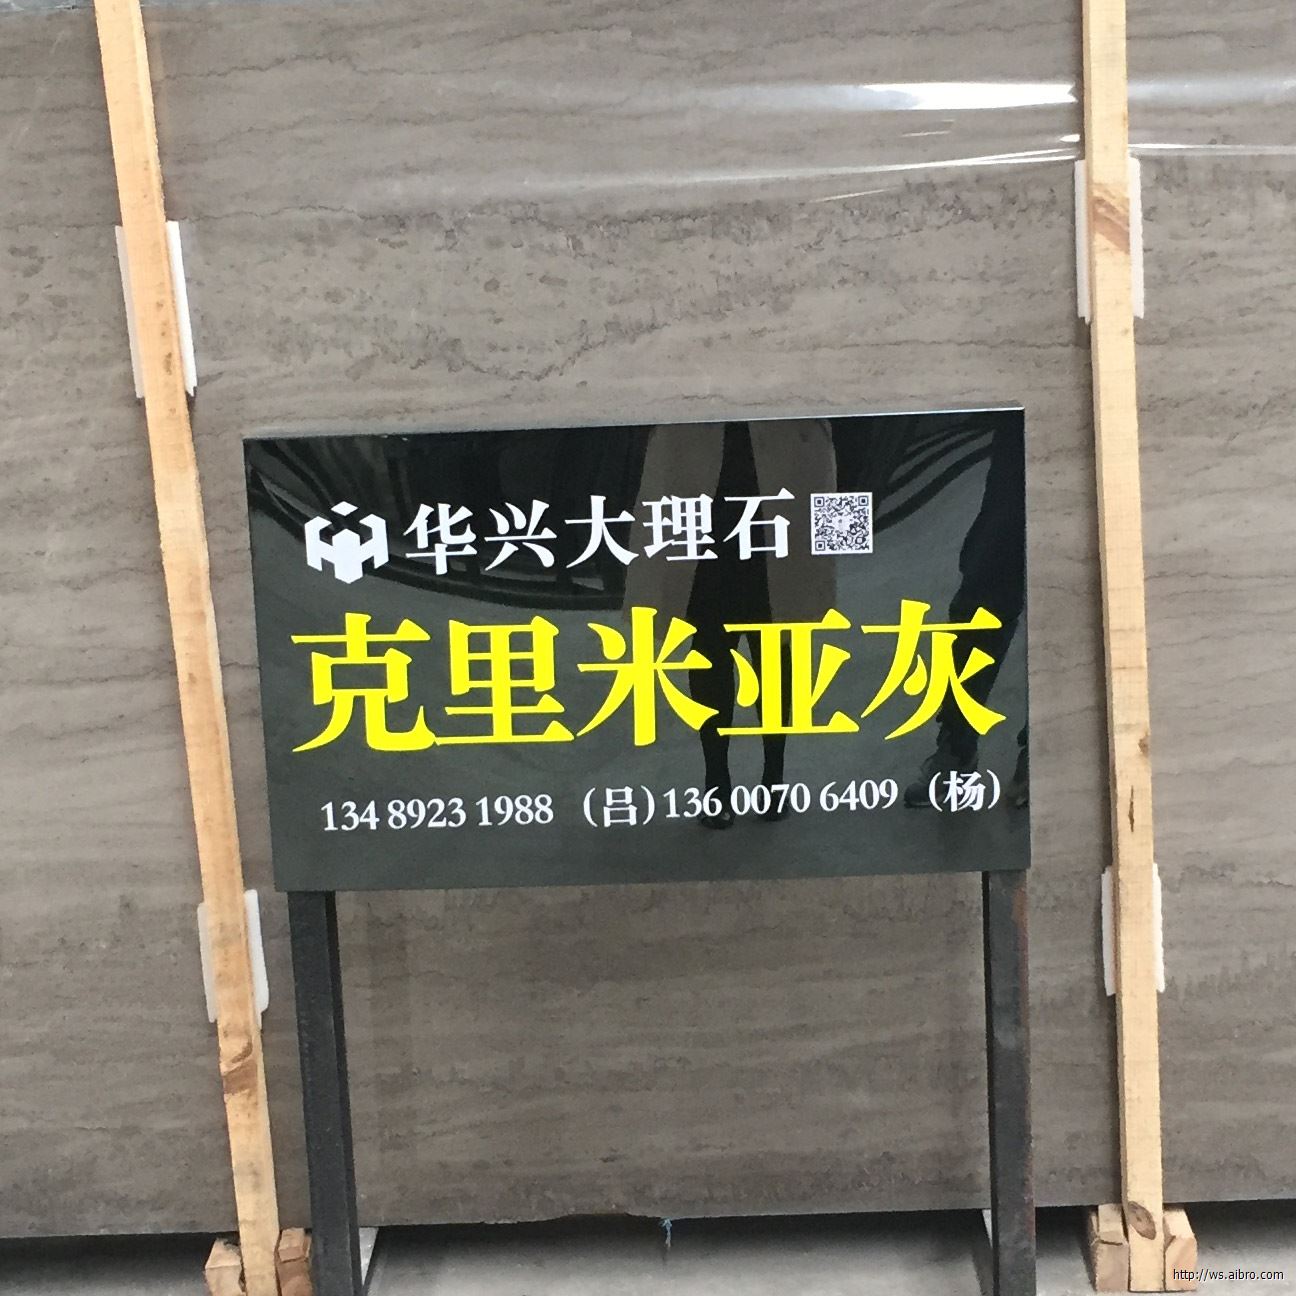 华兴大理石
克里米亚灰
134 8923 1988 (吕) 136 0070 6409 (杨)
http://ws.aibro.com